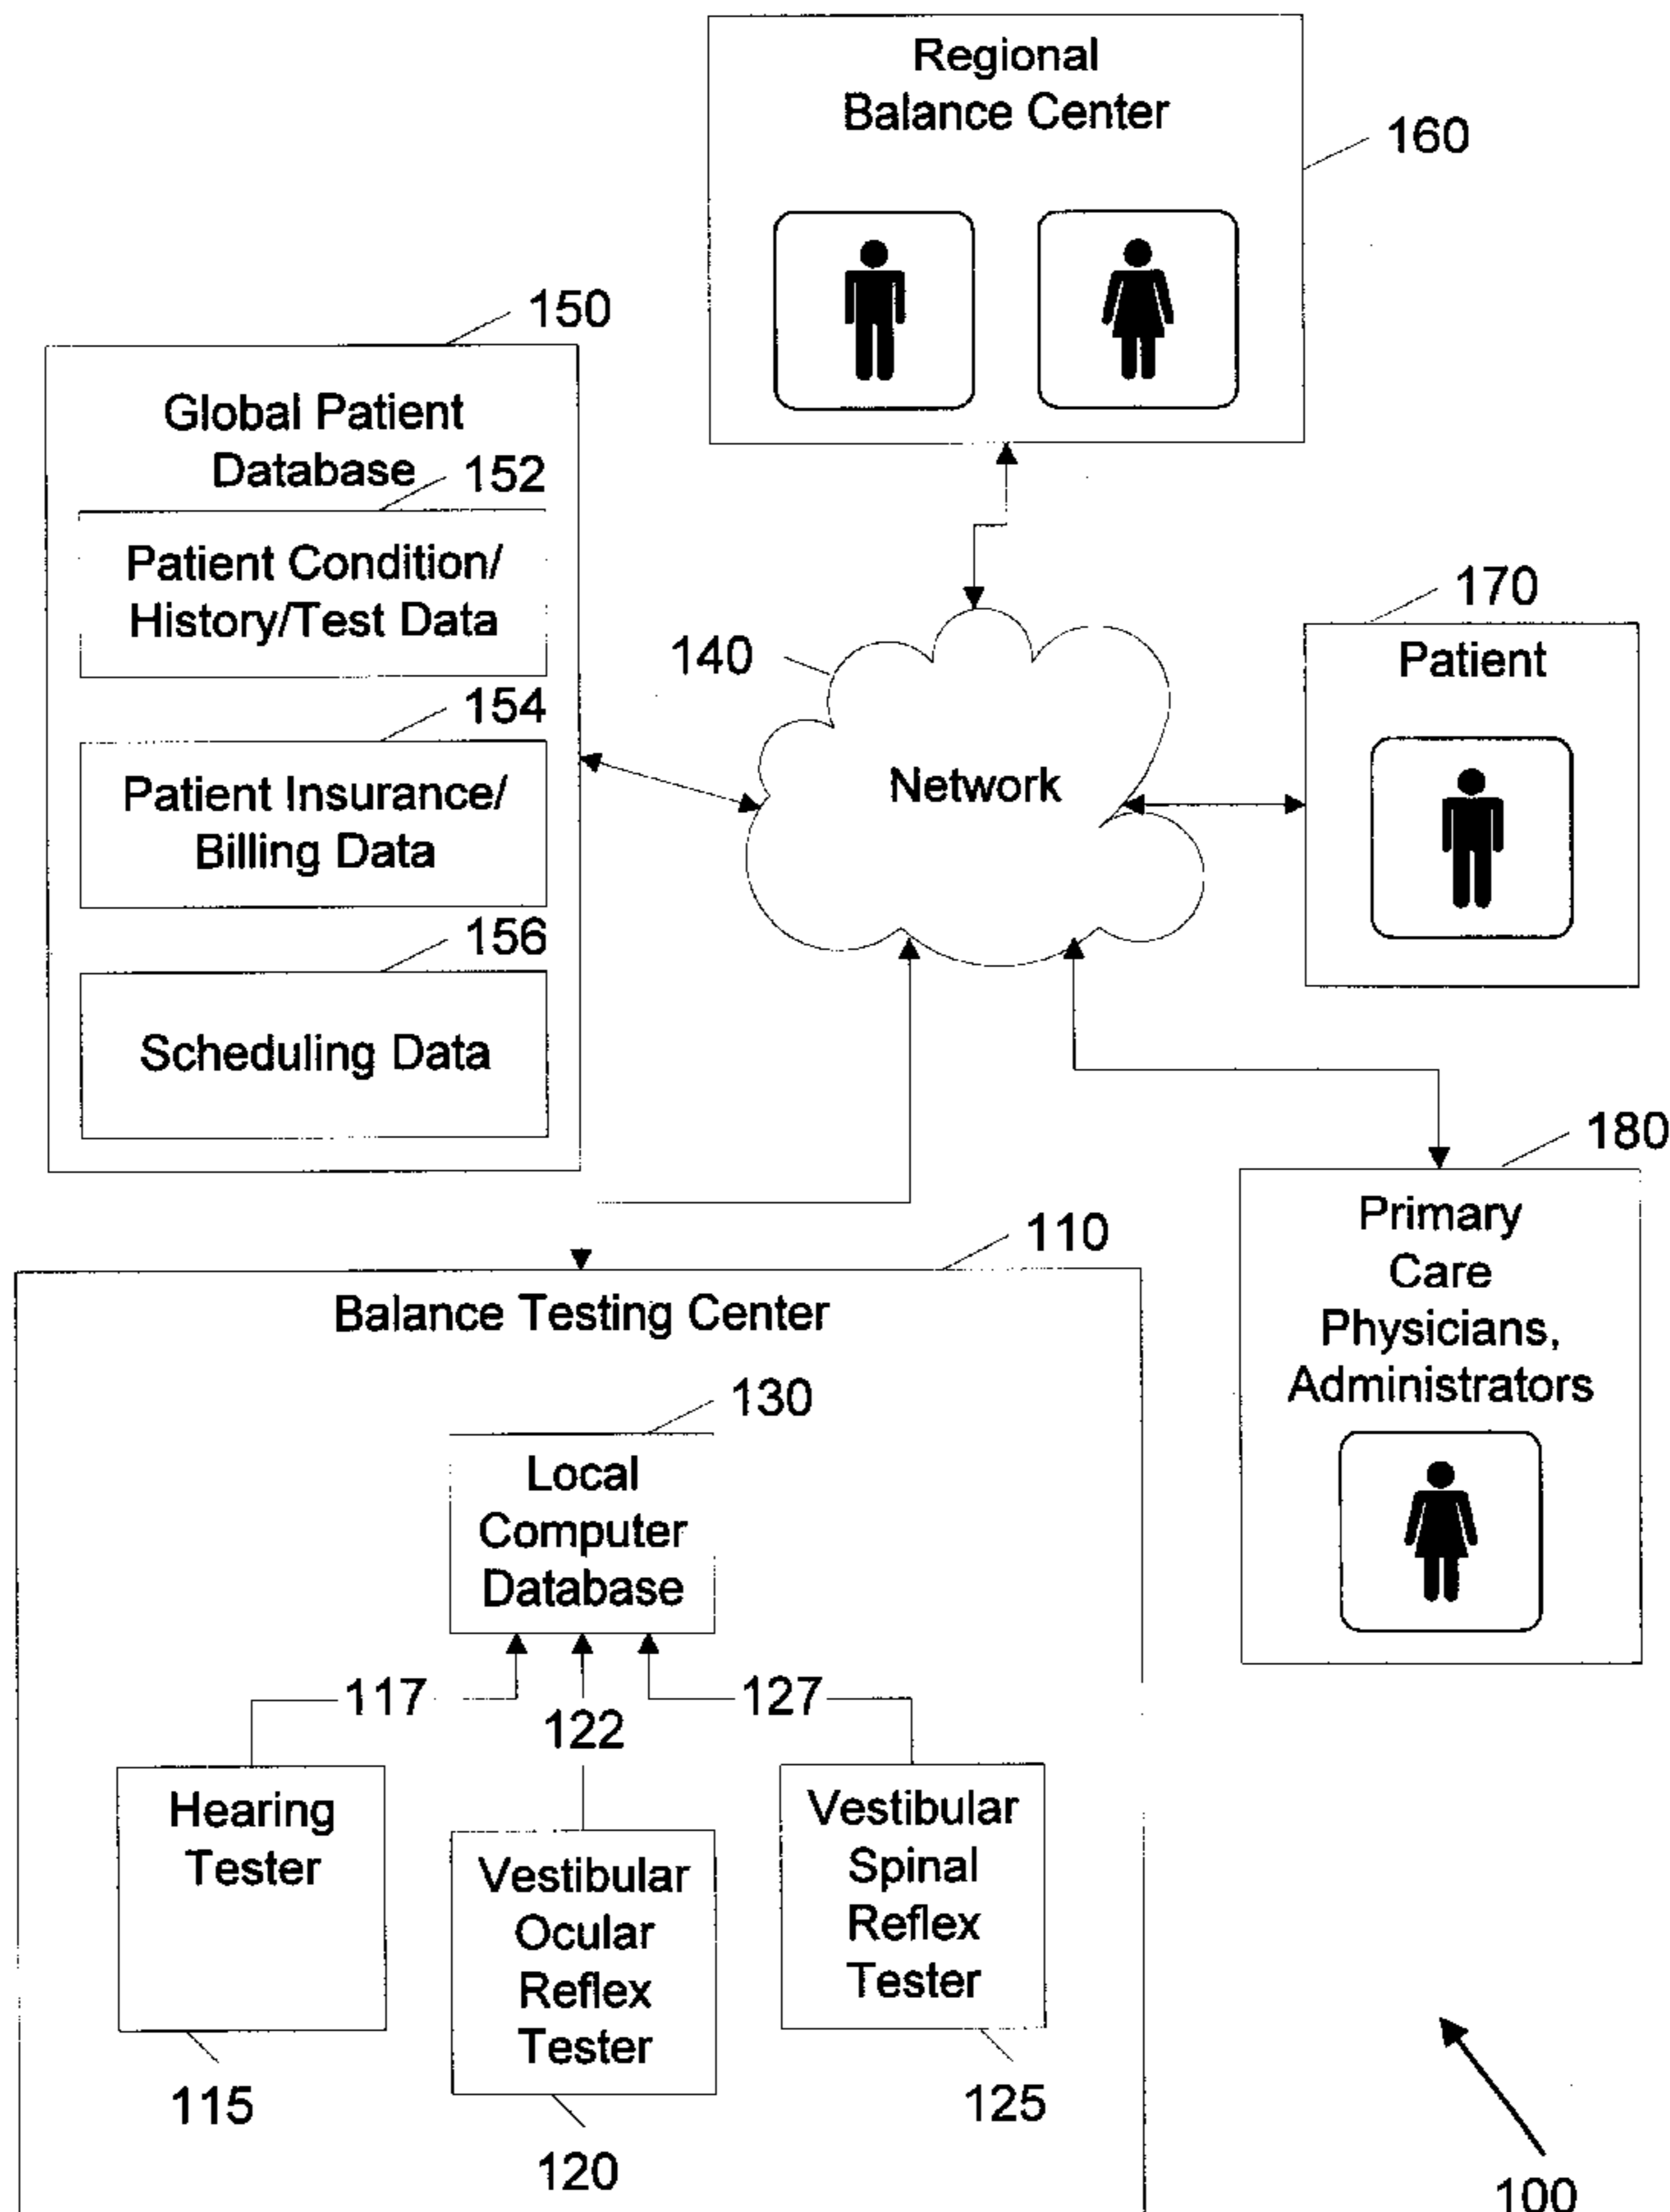 Regional
Balance Center
160
150
Global Patient
Database
152
Patient Condition/
History/Test Data
154
Patient Insurance/
Billing Data
156
Scheduling Data
140
Network
170
Patient
180
Primary
Care
Physicians,
Administrators
110
Balance Testing Center
130
Local
Computer
Database
117
122
127
Hearing
Tester
115
Vestibular
Ocular
Reflex
Tester
120
Vestibular
Spinal
Reflex
Tester
125
100